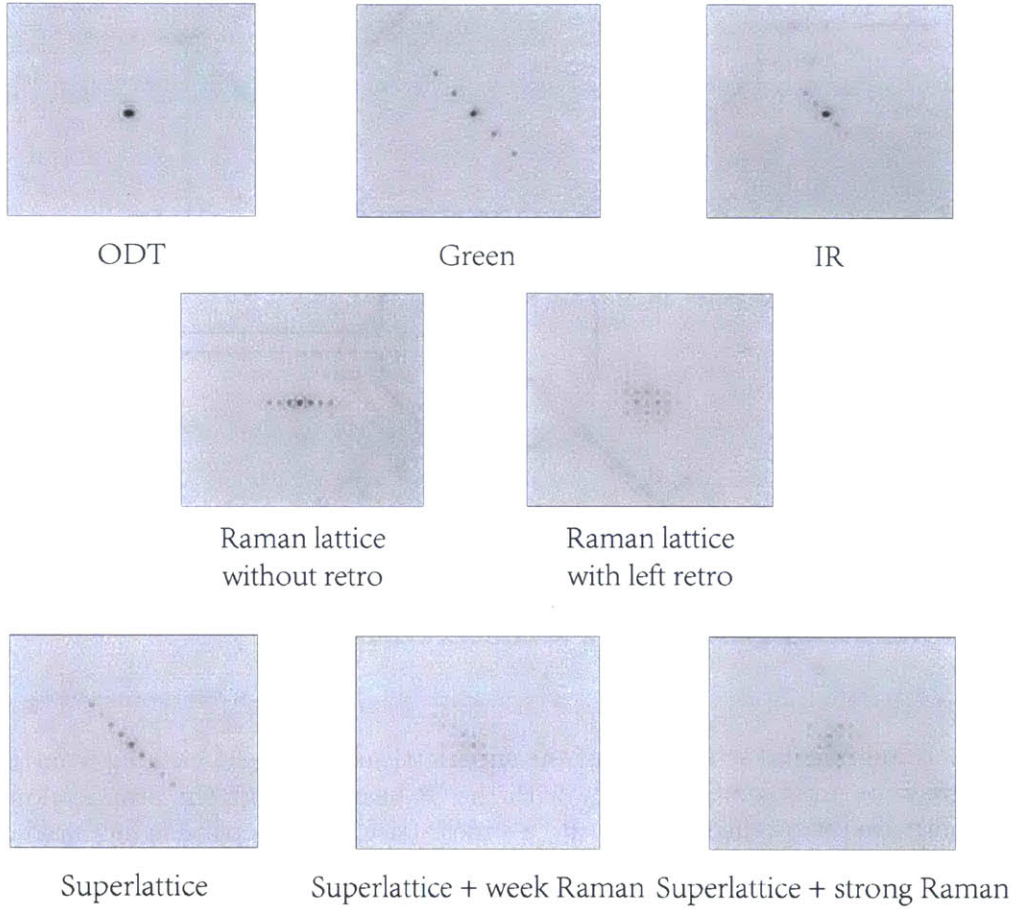 ODT
Green
IR
Raman lattice
without retro
Raman lattice
with left retro
Superlattice
Superlattice + week Raman
Superlattice + strong Raman